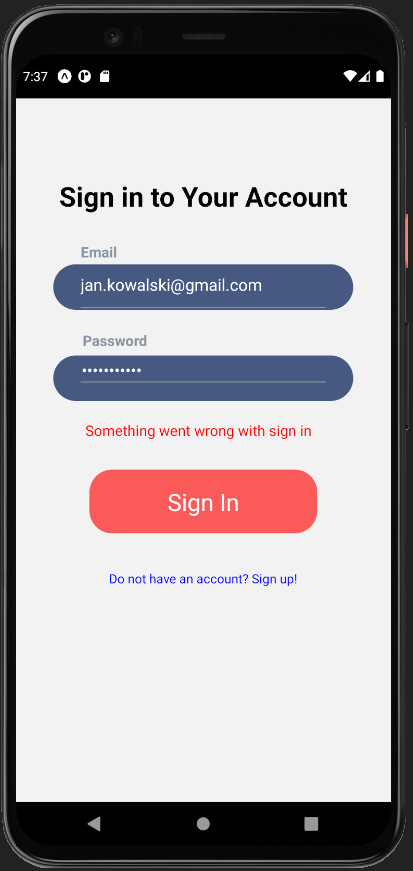 7:37
Sign in to Your Account
Email
jan.kowalski@gmail.com
Password
•••••••••••
Something went wrong with sign in
Sign In
Do not have an account? Sign up!